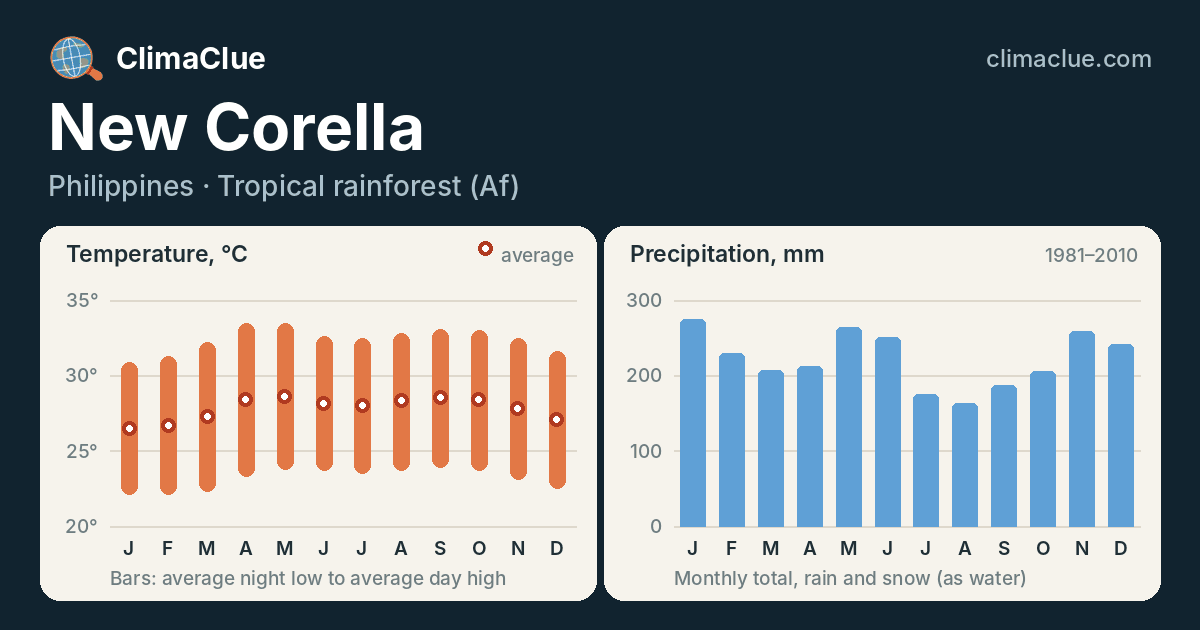 ClimaClue
climaclue.com
New Corella
Philippines · Tropical rainforest (Af)
Temperature, °C
average
35°
30°
25°
20°
J F M A M J J A S O N D
Bars: average night low to average day high
Precipitation, mm
1981–2010
300
200
100
0
J F M A M J J A S O N D
Monthly total, rain and snow (as water)